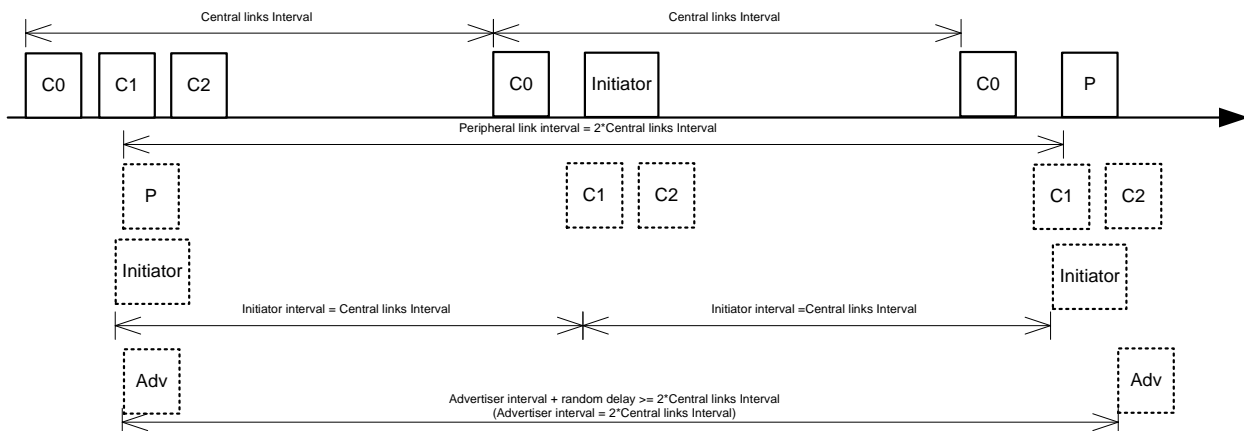 Central links Interval
Central links Interval
C0
C1
C2
C0
Initiator
C0
P
Peripheral link interval = 2*Central links Interval
P
C1
C2
C1
C2
Initiator
Initiator
Initiator interval = Central links Interval
Initiator interval =Central links Interval
Adv
Adv
Advertiser interval + random delay >= 2*Central links Interval
(Advertiser interval = 2*Central links Interval)